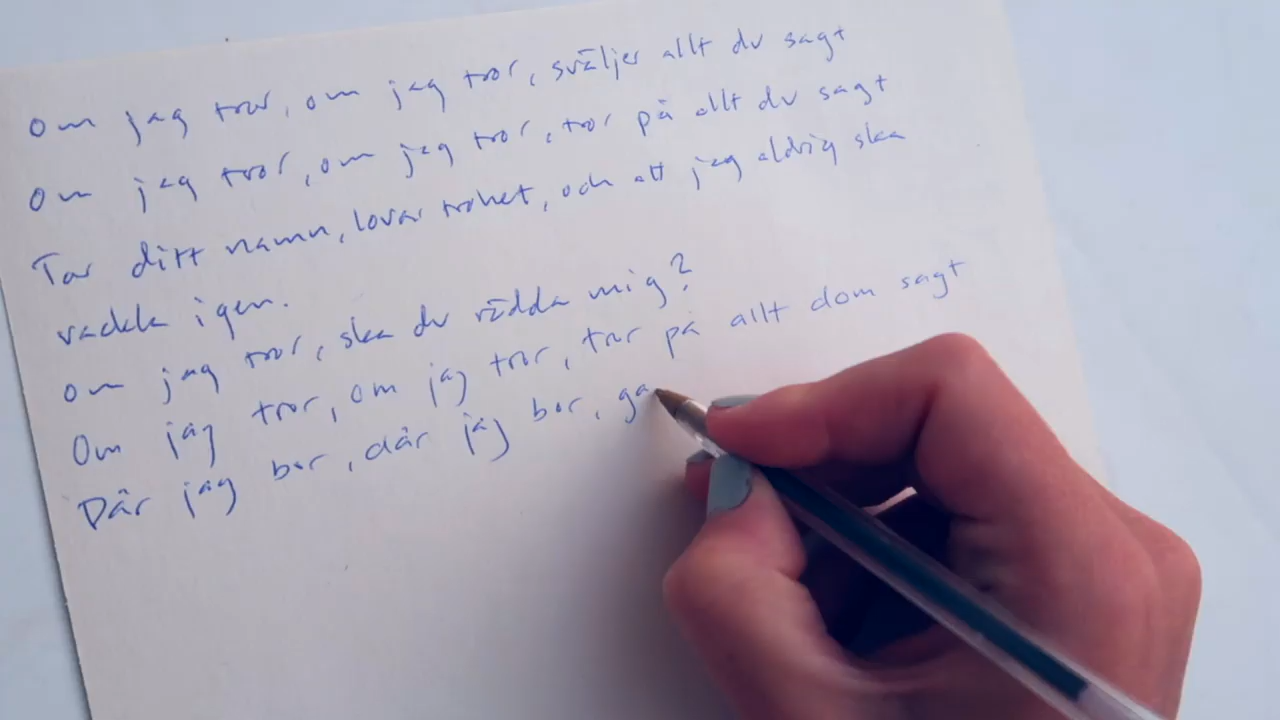 Om jag tror, om jag tror, sväljer allt du sagt
Om jag tror, om jag tror, tror på allt du sagt
Tar ditt namn, lovar trohet, och att jag aldrig ska
vackla igen.
Om jag tror, ska du rädda mig?
Om jag tror, om jag tror, tror på allt dom sagt
Där jag bor, där jag bor, ga